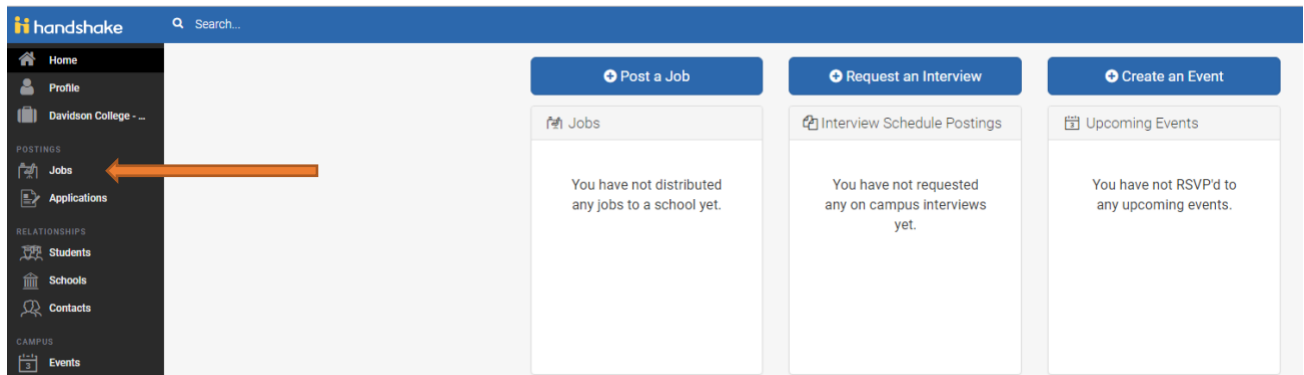 handshake
Search...
Home
Profile
Davidson College - ...
POSTINGS
Jobs
Applications
RELATIONSHIPS
Students
Schools
Contacts
CAMPUS
3 Events
Post a Job
Request an Interview
Create an Event
Jobs
You have not distributed
any jobs to a school yet.
Interview Schedule Postings
You have not requested
any on campus interviews
yet.
3 Upcoming Events
You have not RSVP'd to
any upcoming events.